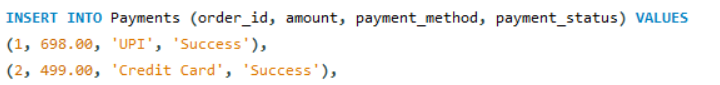 INSERT INTO Payments (order_id, amount, payment_method, payment_status) VALUES
(1, 698.00, 'UPI', 'Success'),
(2, 499.00, 'Credit Card', 'Success'),